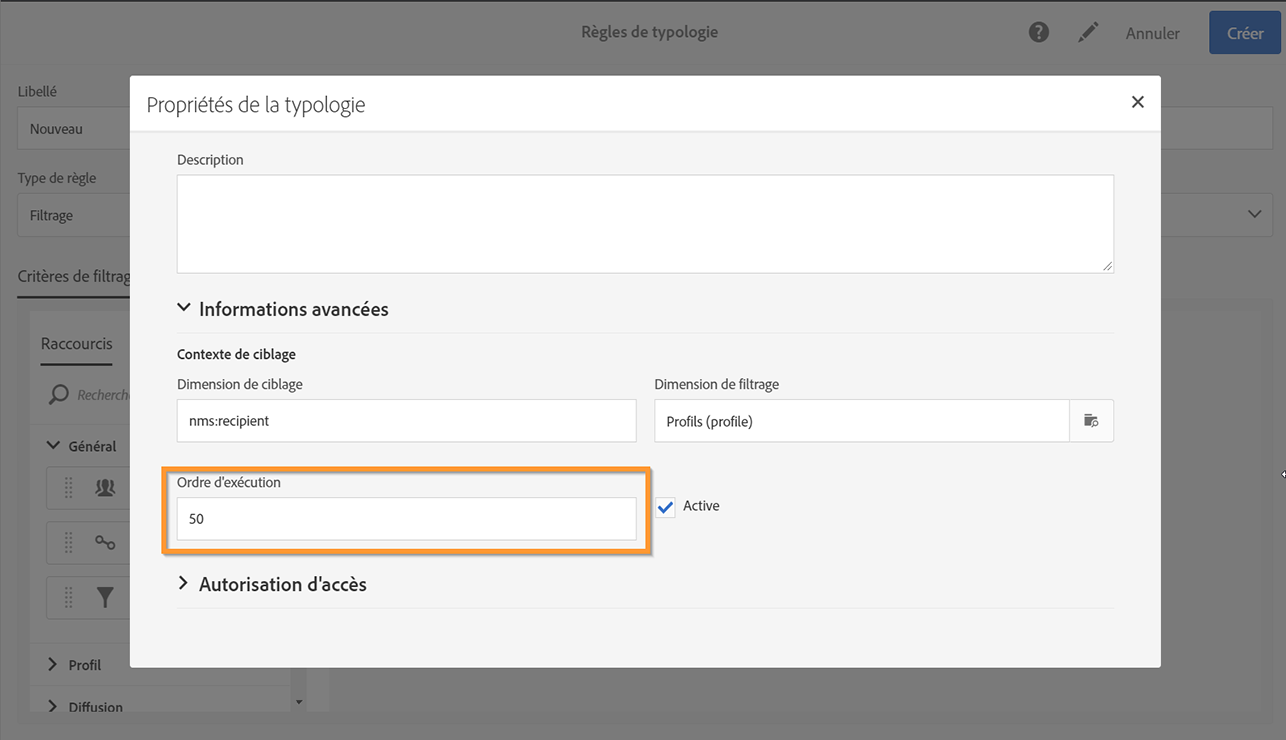 Règles de typologie
Annuler
Créer
Libellé
Nouveau
Type de règle
Filtrage
Critères de filtrag
Raccourcis
Recherch
Général
Profil
Diffusion
Propriétés de la typologie
Description
Informations avancées
Contexte de ciblage
Dimension de ciblage
Dimension de filtrage
nms:recipient
Profils (profile)
Ordre d'exécution
50
Active
Autorisation d'accès